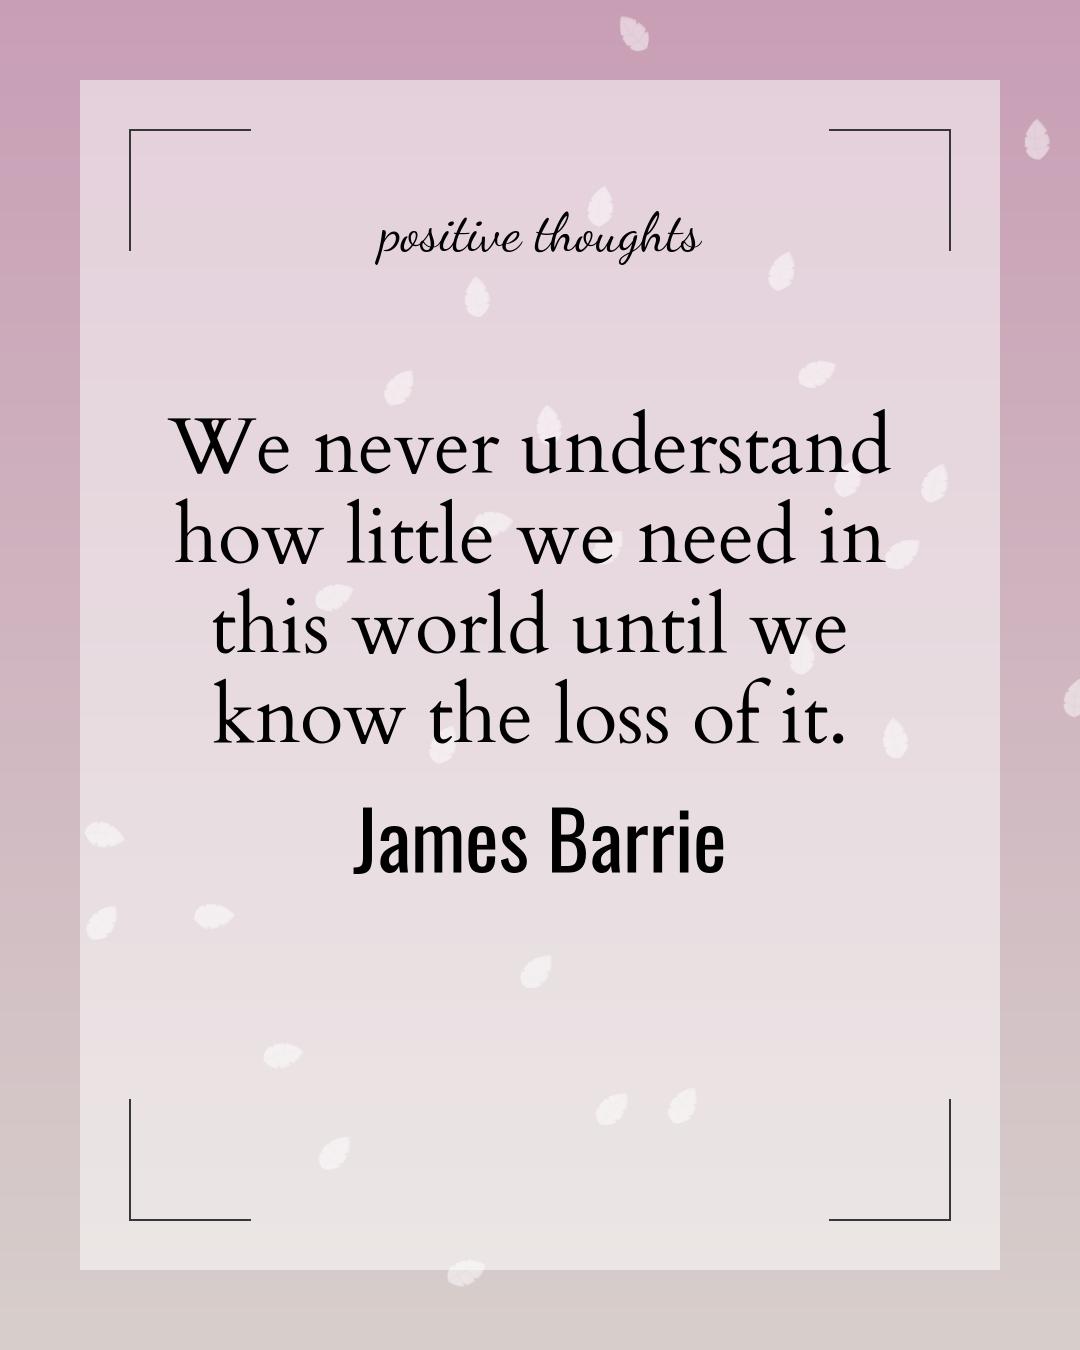 positive thoughts
We never understand
how little we need in
this world until we
know the loss of it.
James Barrie